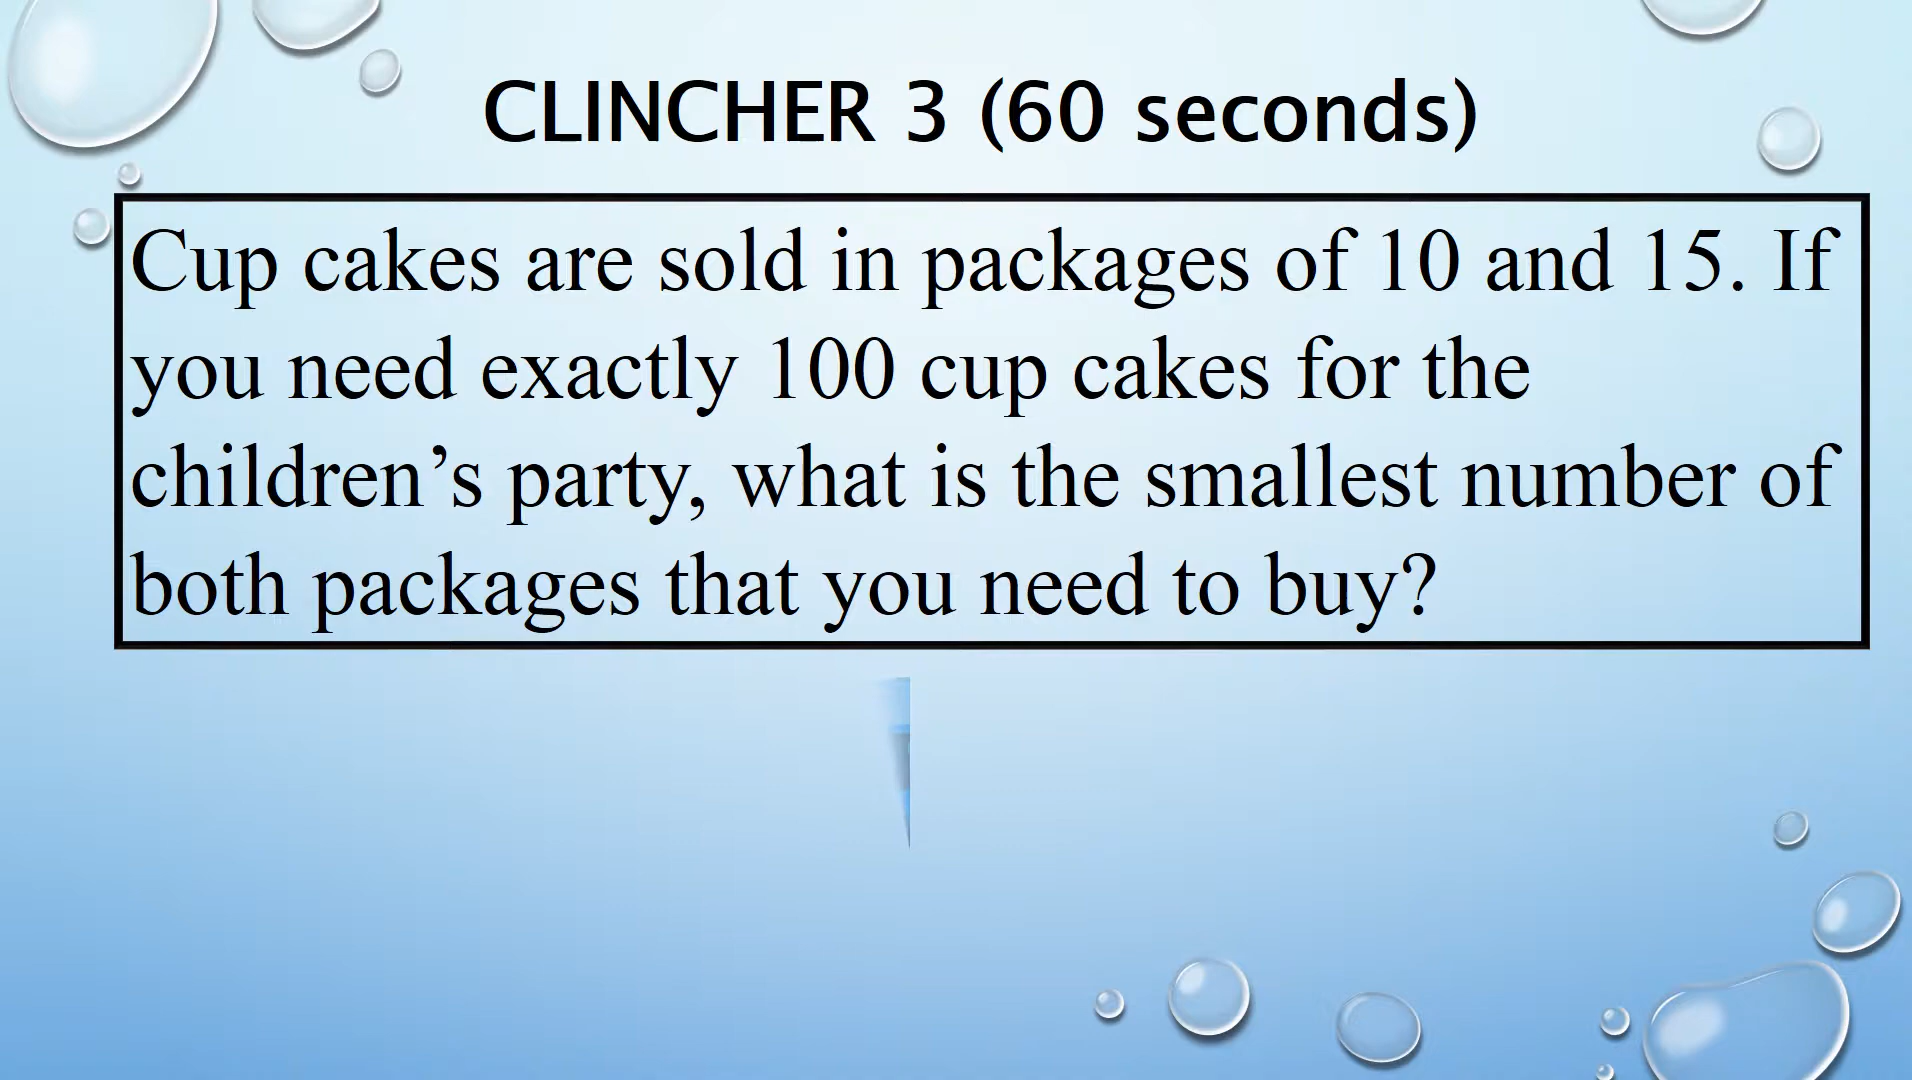 CLINCHER 3 (60 seconds)
Cup cakes are sold in packages of 10 and 15. If
you need exactly 100 cup cakes for the
children’s party, what is the smallest number of
both packages that you need to buy?